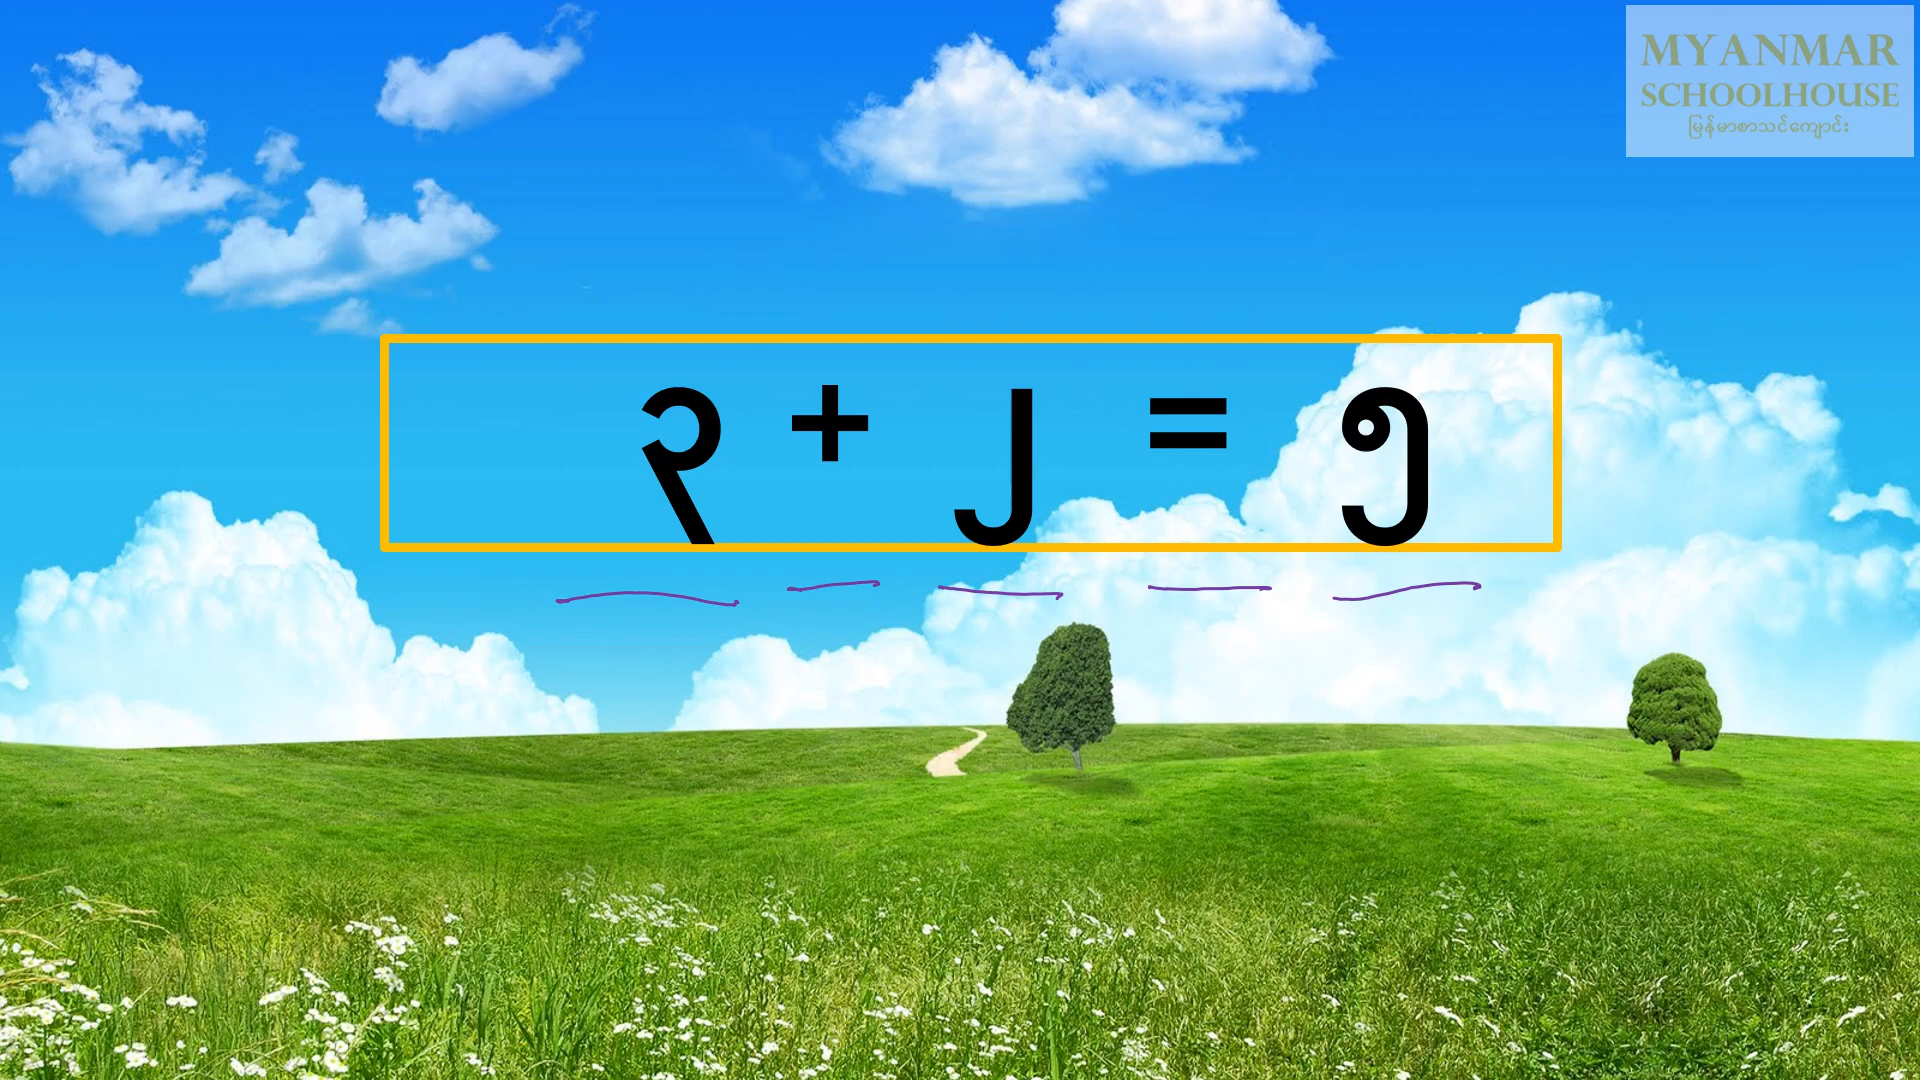 MYANMAR
SCHOOLHOUSE
မြန်မာစာသင်ကျောင်း
၃ + ၂ = ၅